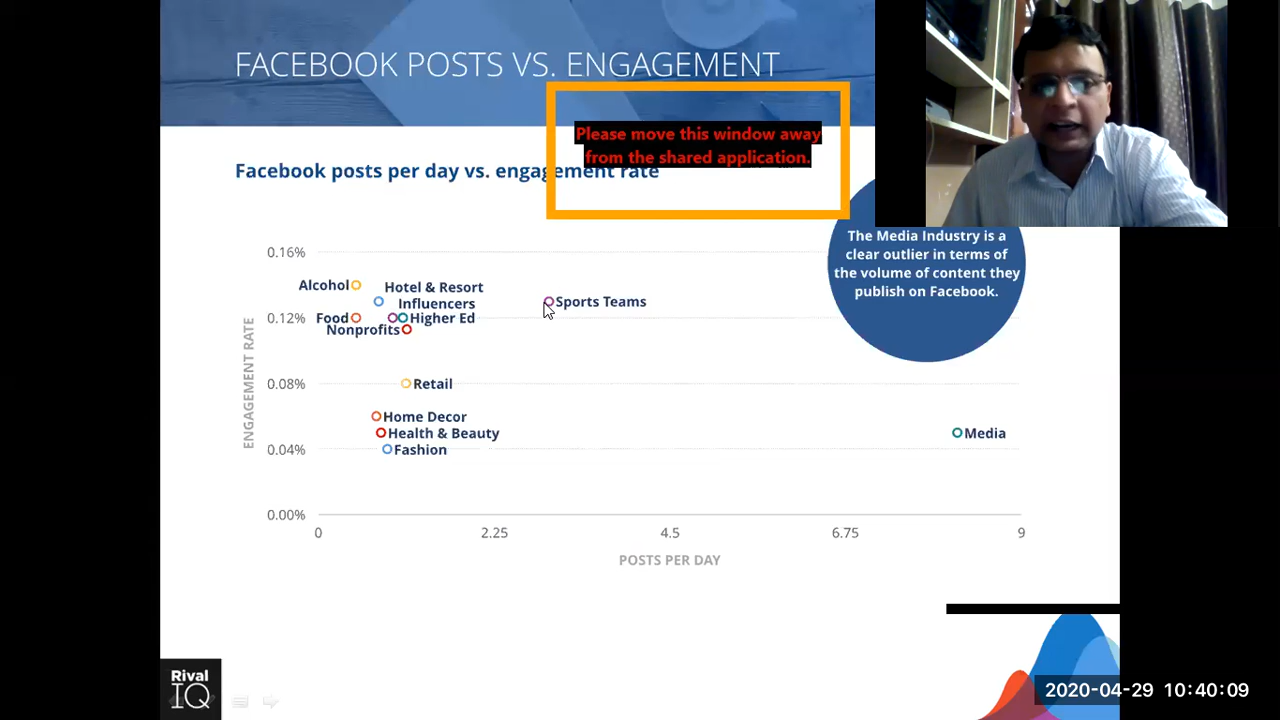 FACEBOOK POSTS VS. ENGAGEMENT
Please move this window away
from the shared application.
Facebook posts per day vs. engagement rate
The Media Industry is a
clear outlier in terms of
the volume of content they
publish on Facebook.
0.16%
Alcohol
Hotel & Resort
Influencers
Sports Teams
0.12%
Food
Higher Ed
Nonprofits
ENGAGEMENT RATE
0.08%
Retail
Home Decor
Health & Beauty
Media
0.04%
Fashion
0.00%
0
2.25
4.5
6.75
9
POSTS PER DAY
Rival
IQ
2020-04-29 10:40:09